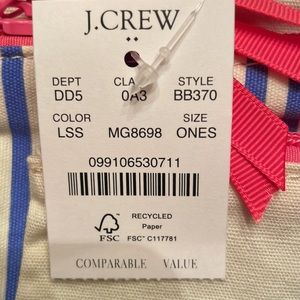 J.CREW
DEPT CLA STYLE
DD5 0A3 BB370
COLOR SIZE
LSS MG8698 ONES
099106530711
RECYCLED
Paper
FSC™ C117781
FSC
COMPARABLE VALUE